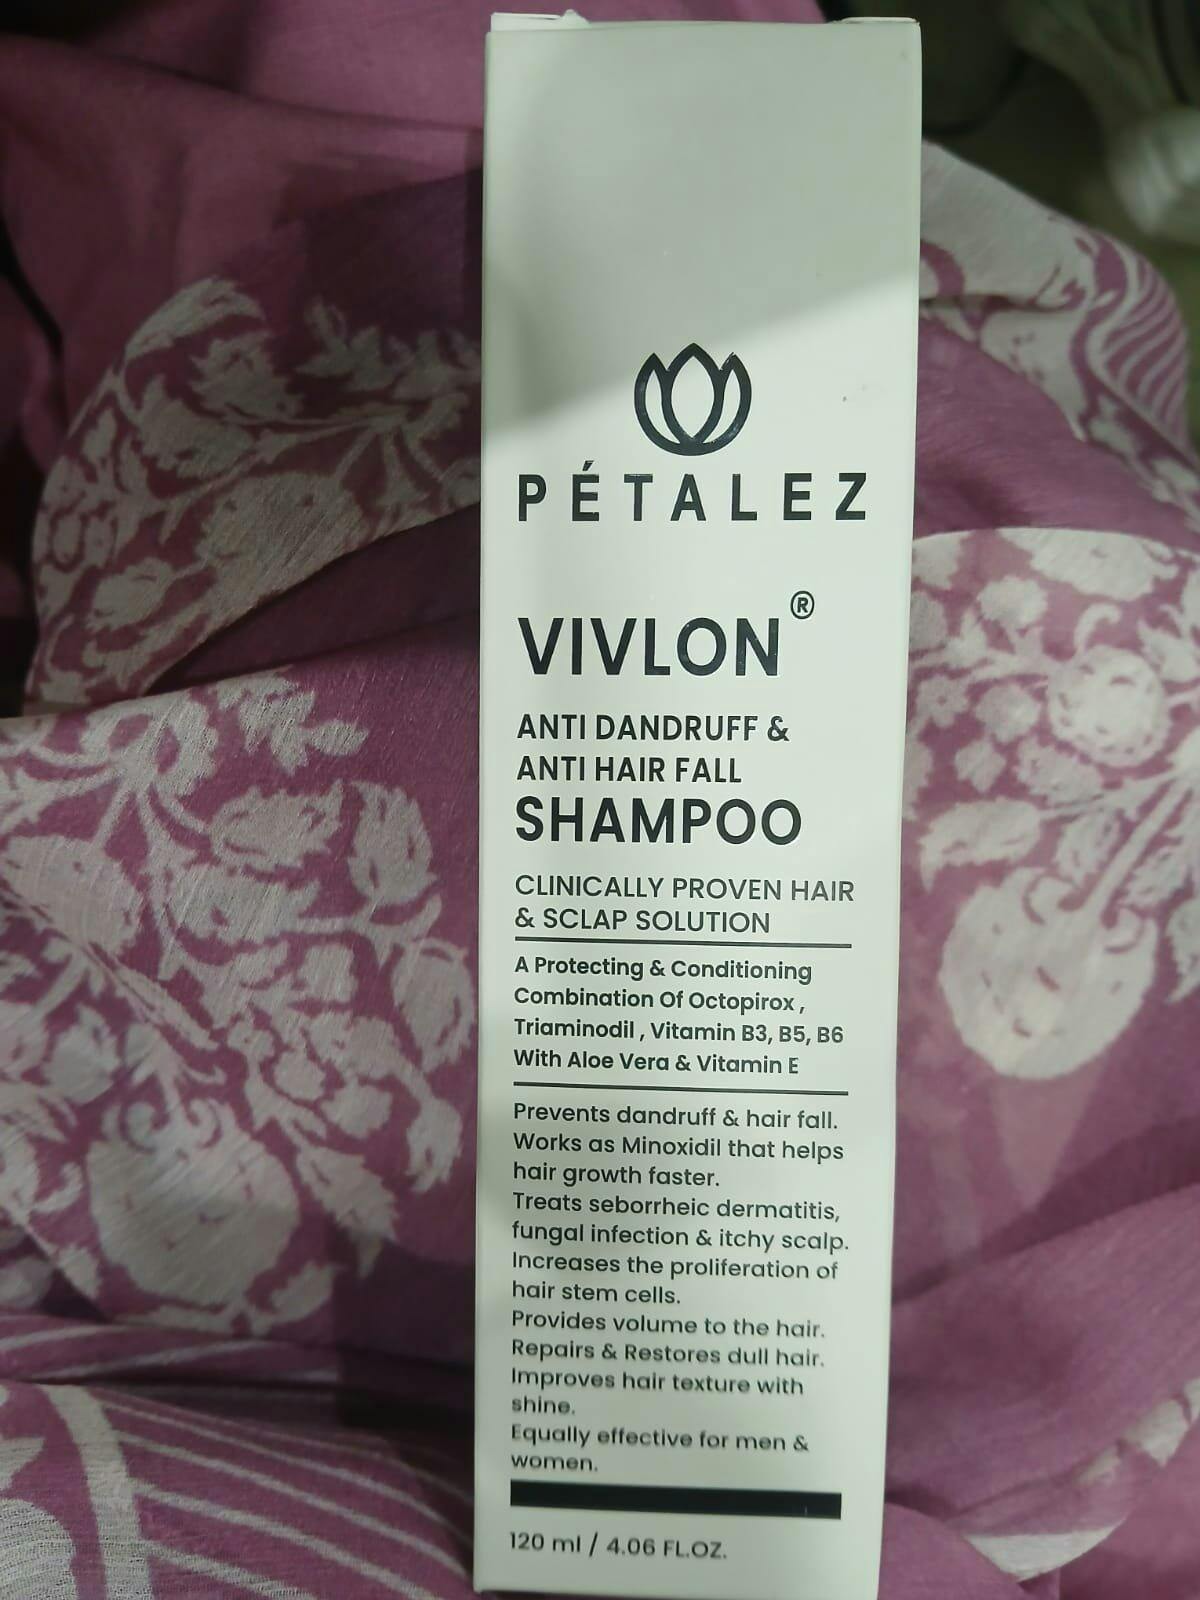 PÉTALEZ
VIVLON®
ANTI DANDRUFF &
ANTI HAIR FALL
SHAMPOO
CLINICALLY PROVEN HAIR
& SCLAP SOLUTION
A Protecting & Conditioning
Combination Of Octopirox ,
Triaminodil , Vitamin B3, B5, B6
With Aloe Vera & Vitamin E
Prevents dandruff & hair fall.
Works as Minoxidil that helps
hair growth faster.
Treats seborrheic dermatitis,
fungal infection & itchy scalp.
Increases the proliferation of
hair stem cells.
Provides volume to the hair.
Repairs & Restores dull hair.
Improves hair texture with
shine.
Equally effective for men &
women.
120 ml / 4.06 FL.OZ.